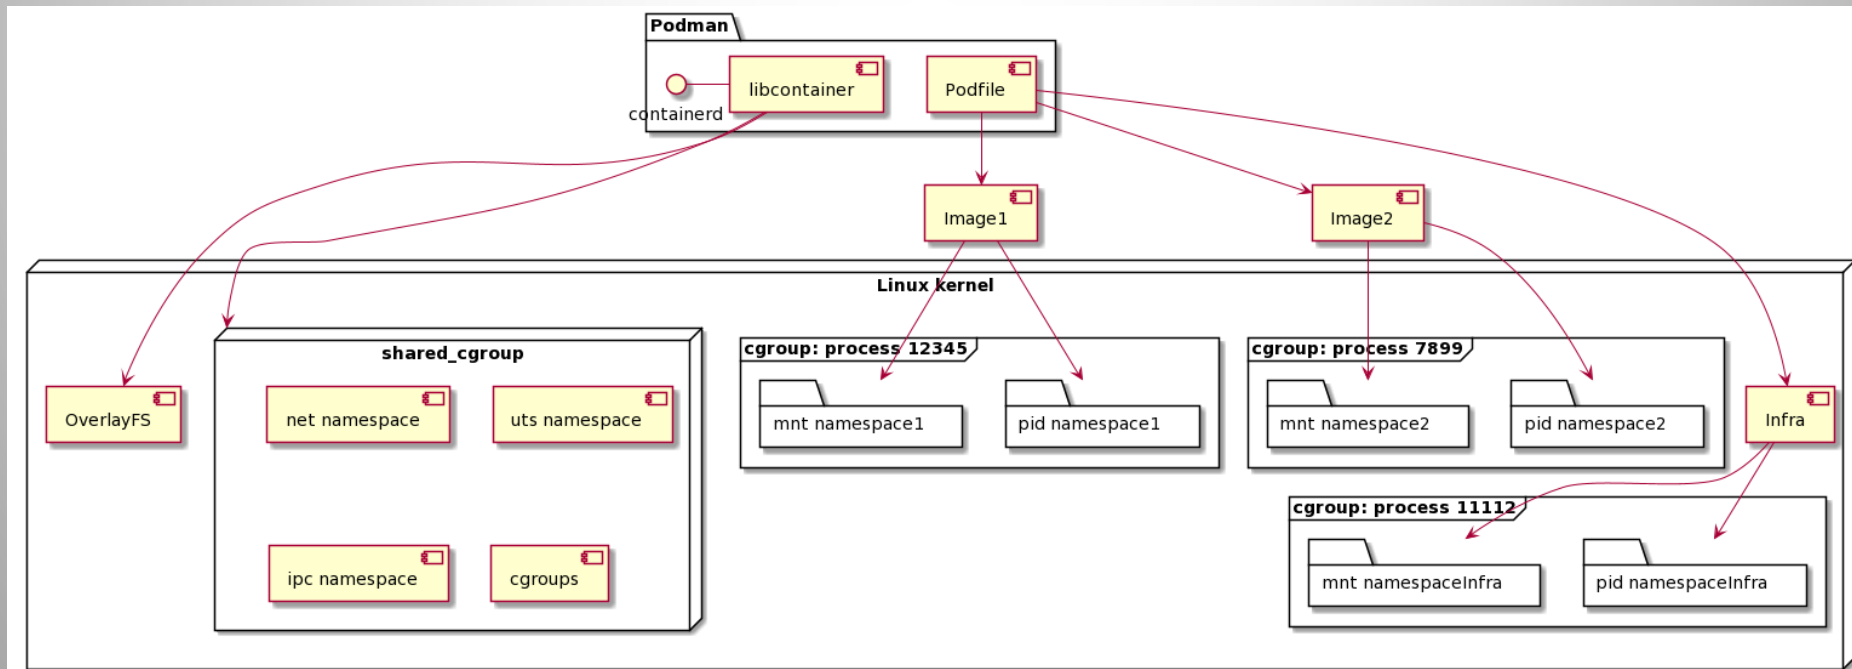 Podman
libcontainer
Podfile
containerd
Image1
Image2
Linux kernel
shared_cgroup
cgroup: process 12345
cgroup: process 7899
OverlayFS
net namespace
uts namespace
mnt namespace1
pid namespace1
mnt namespace2
pid namespace2
Infra
cgroup: process 11112
ipc namespace
cgroups
mnt namespaceInfra
pid namespaceInfra